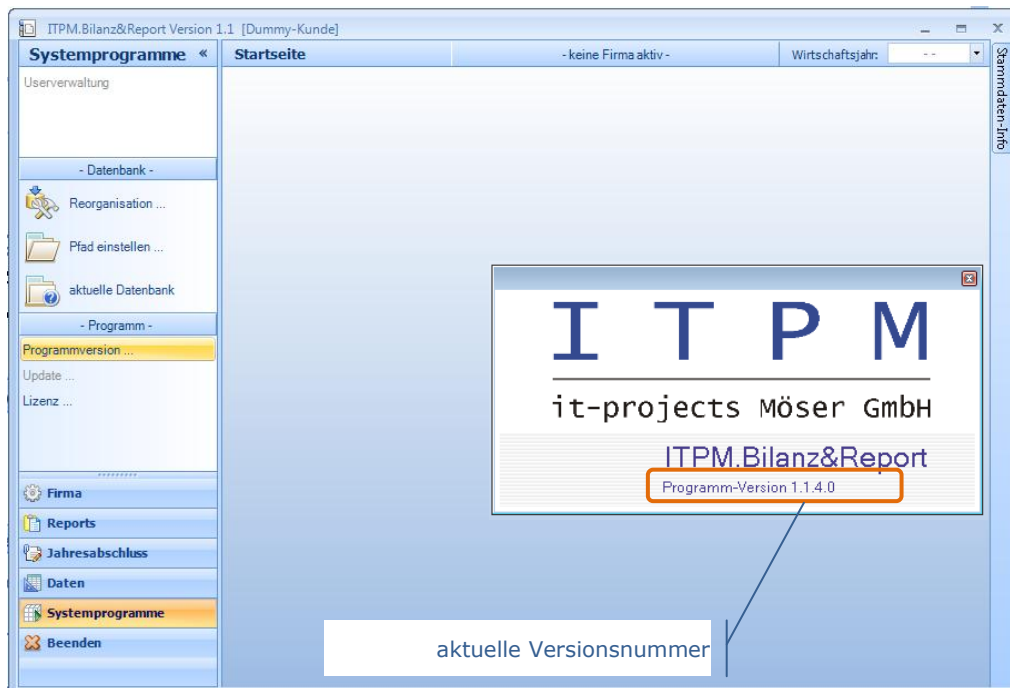 ITPM.Bilanz&Report Version 1.1 [Dummy-Kunde]
Systemprogramme «
Startseite
- keine Firma aktiv -
Wirtschaftsjahr:
- -
Stammdaten-Info
Userverwaltung
- Datenbank -
Reorganisation ...
Pfad einstellen ...
aktuelle Datenbank
- Programm -
Programmversion ...
Update ...
Lizenz ...
Firma
Reports
Jahresabschluss
Daten
Systemprogramme
Beenden
I T P M
it-projects Möser GmbH
ITPM.Bilanz&Report
Programm-Version 1.1.4.0
aktuelle Versionsnummer